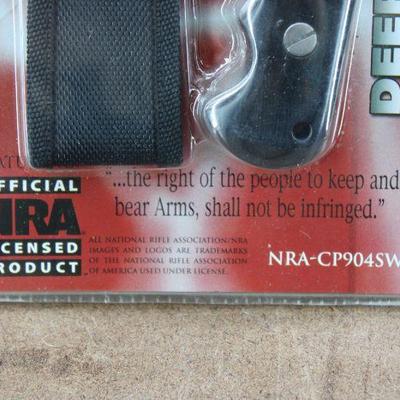 DEER
ATU
OFFICIAL
NRA
LICENSED
PRODUCT
"...the right of the people to keep and
bear Arms, shall not be infringed."
ALL NATIONAL RIFLE ASSOCIATION/NRA
IMAGES AND LOGOS ARE TRADEMARKS
OF THE NATIONAL RIFLE ASSOCIATION
OF AMERICA USED UNDER LICENSE.
NRA-CP904SW